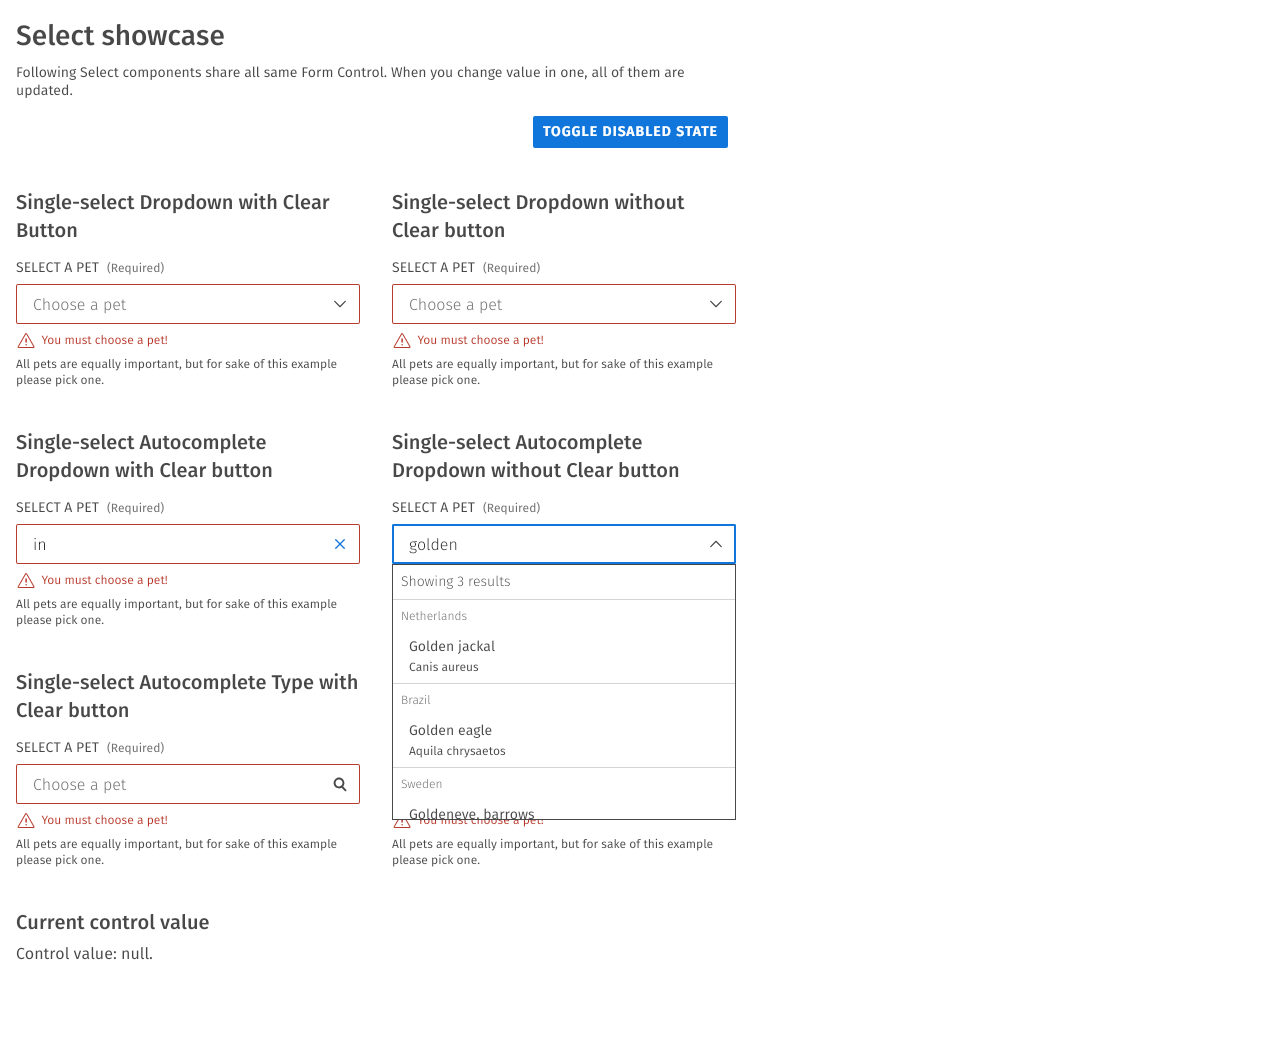 Select showcase
Following Select components share all same Form Control. When you change value in one, all of them are
updated.
TOGGLE DISABLED STATE
Single-select Dropdown with Clear
Button
SELECT A PET (Required)
Choose a pet
You must choose a pet!
All pets are equally important, but for sake of this example
please pick one.
Single-select Dropdown without
Clear button
SELECT A PET (Required)
Choose a pet
You must choose a pet!
All pets are equally important, but for sake of this example
please pick one.
Single-select Autocomplete
Dropdown with Clear button
SELECT A PET (Required)
in
You must choose a pet!
All pets are equally important, but for sake of this example
please pick one.
Single-select Autocomplete
Dropdown without Clear button
SELECT A PET (Required)
golden
Showing 3 results
Netherlands
Golden jackal
Canis aureus
Brazil
Golden eagle
Aquila chrysaetos
Sweden
Goldeneye, barrows
You must choose a pet!
All pets are equally important, but for sake of this example
please pick one.
Single-select Autocomplete Type with
Clear button
SELECT A PET (Required)
Choose a pet
You must choose a pet!
All pets are equally important, but for sake of this example
please pick one.
Current control value
Control value: null.